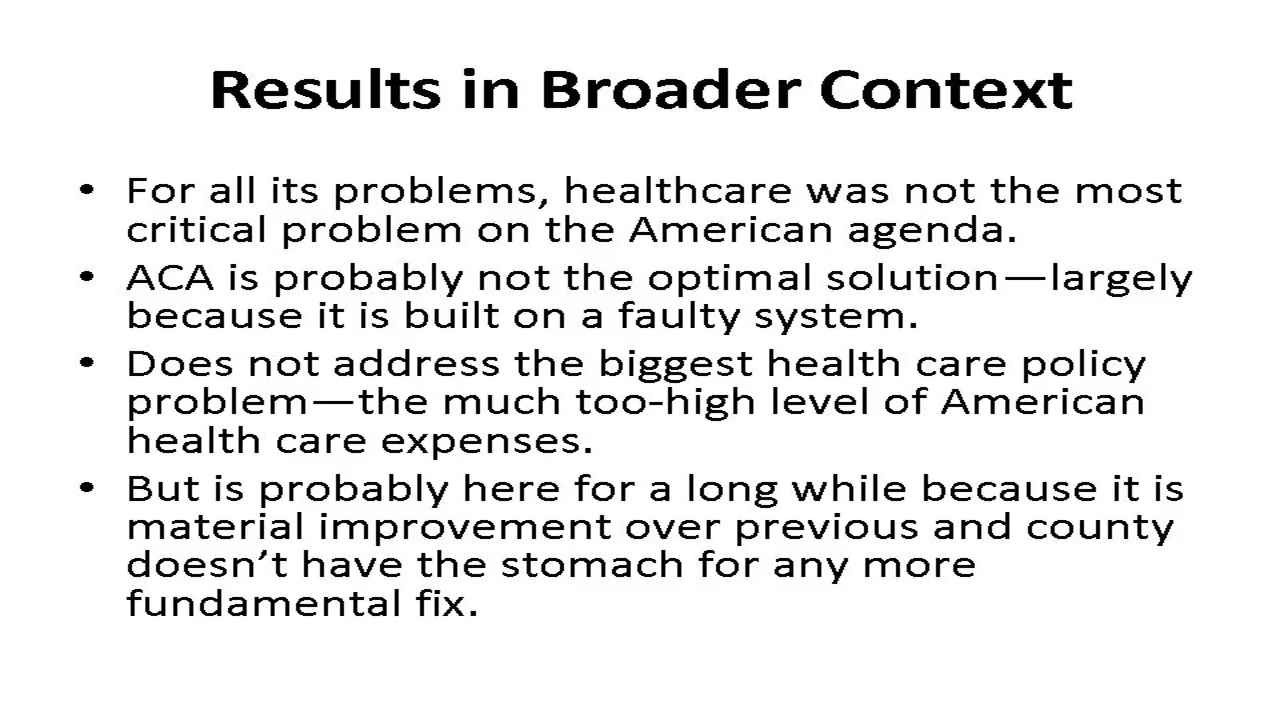 Results in Broader Context
• For all its problems, healthcare was not the most
critical problem on the American agenda.
• ACA is probably not the optimal solution—largely
because it is built on a faulty system.
• Does not address the biggest health care policy
problem—the much too-high level of American
health care expenses.
• But is probably here for a long while because it is
material improvement over previous and county
doesn’t have the stomach for any more
fundamental fix.